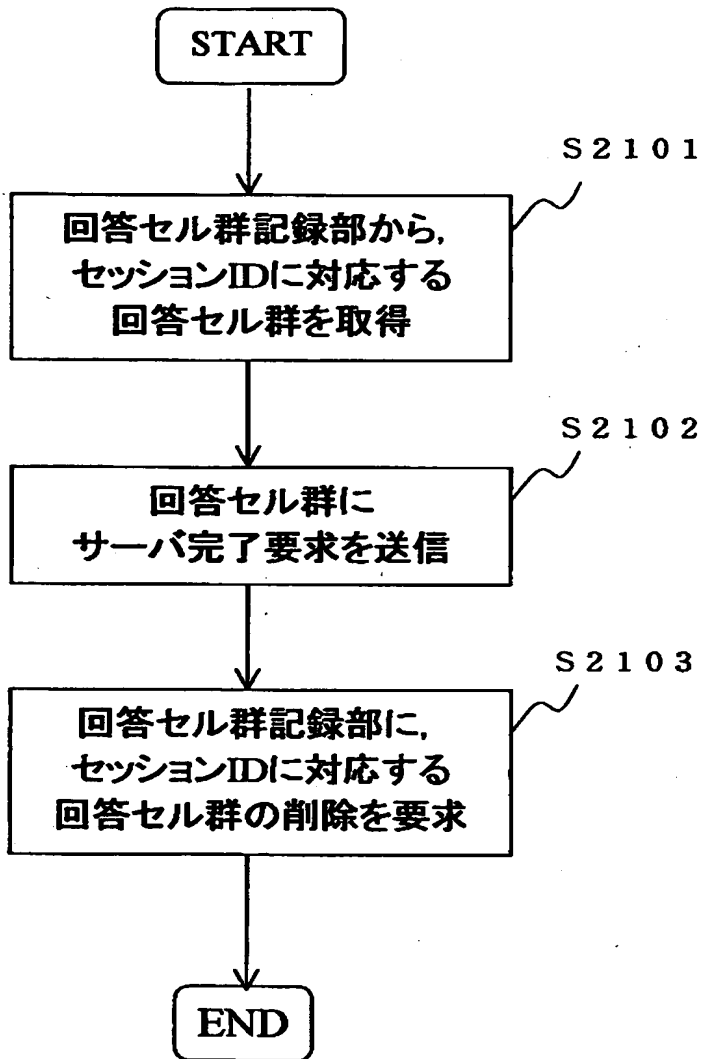 START
S2101
回答セル群記録部から,
セッションIDに対応する
回答セル群を取得
S2102
回答セル群に
サーバ完了要求を送信
S2103
回答セル群記録部に,
セッションIDに対応する
回答セル群の削除を要求
END